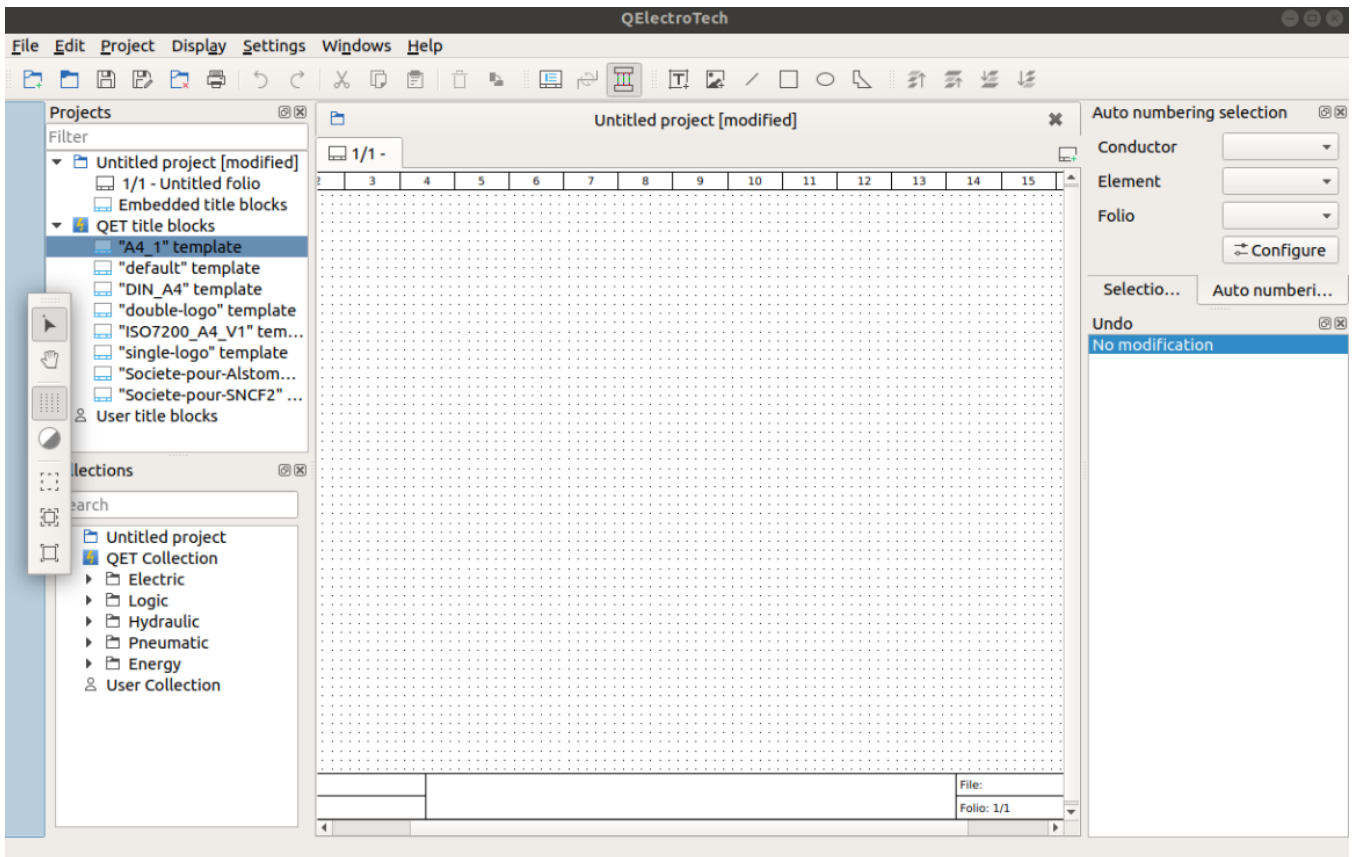 QElectroTech
File Edit Project Display Settings Windows Help
Projects
Filter
Untitled project [modified]
1/1 - Untitled folio
Embedded title blocks
QET title blocks
"A4_1" template
"default" template
"DIN_A4" template
"double-logo" template
"ISO7200_A4_V1" tem...
"single-logo" template
"Societe-pour-Alstom...
"Societe-pour-SNCF2" ...
User title blocks
llections
earch
Untitled project
QET Collection
Electric
Logic
Hydraulic
Pneumatic
Energy
User Collection
Untitled project [modified]
1/1 -
3 4 5 6 7 8 9 10 11 12 13 14 15
File:
Folio: 1/1
Auto numbering selection
Conductor
Element
Folio
Configure
Selectio... Auto numberi...
Undo
No modification